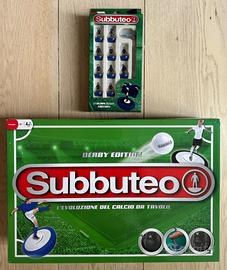 Subbuteo
DERBY EDITION
Subbuteo
L'EVOLUZIONE DEL CALCIO DA TAVOLO